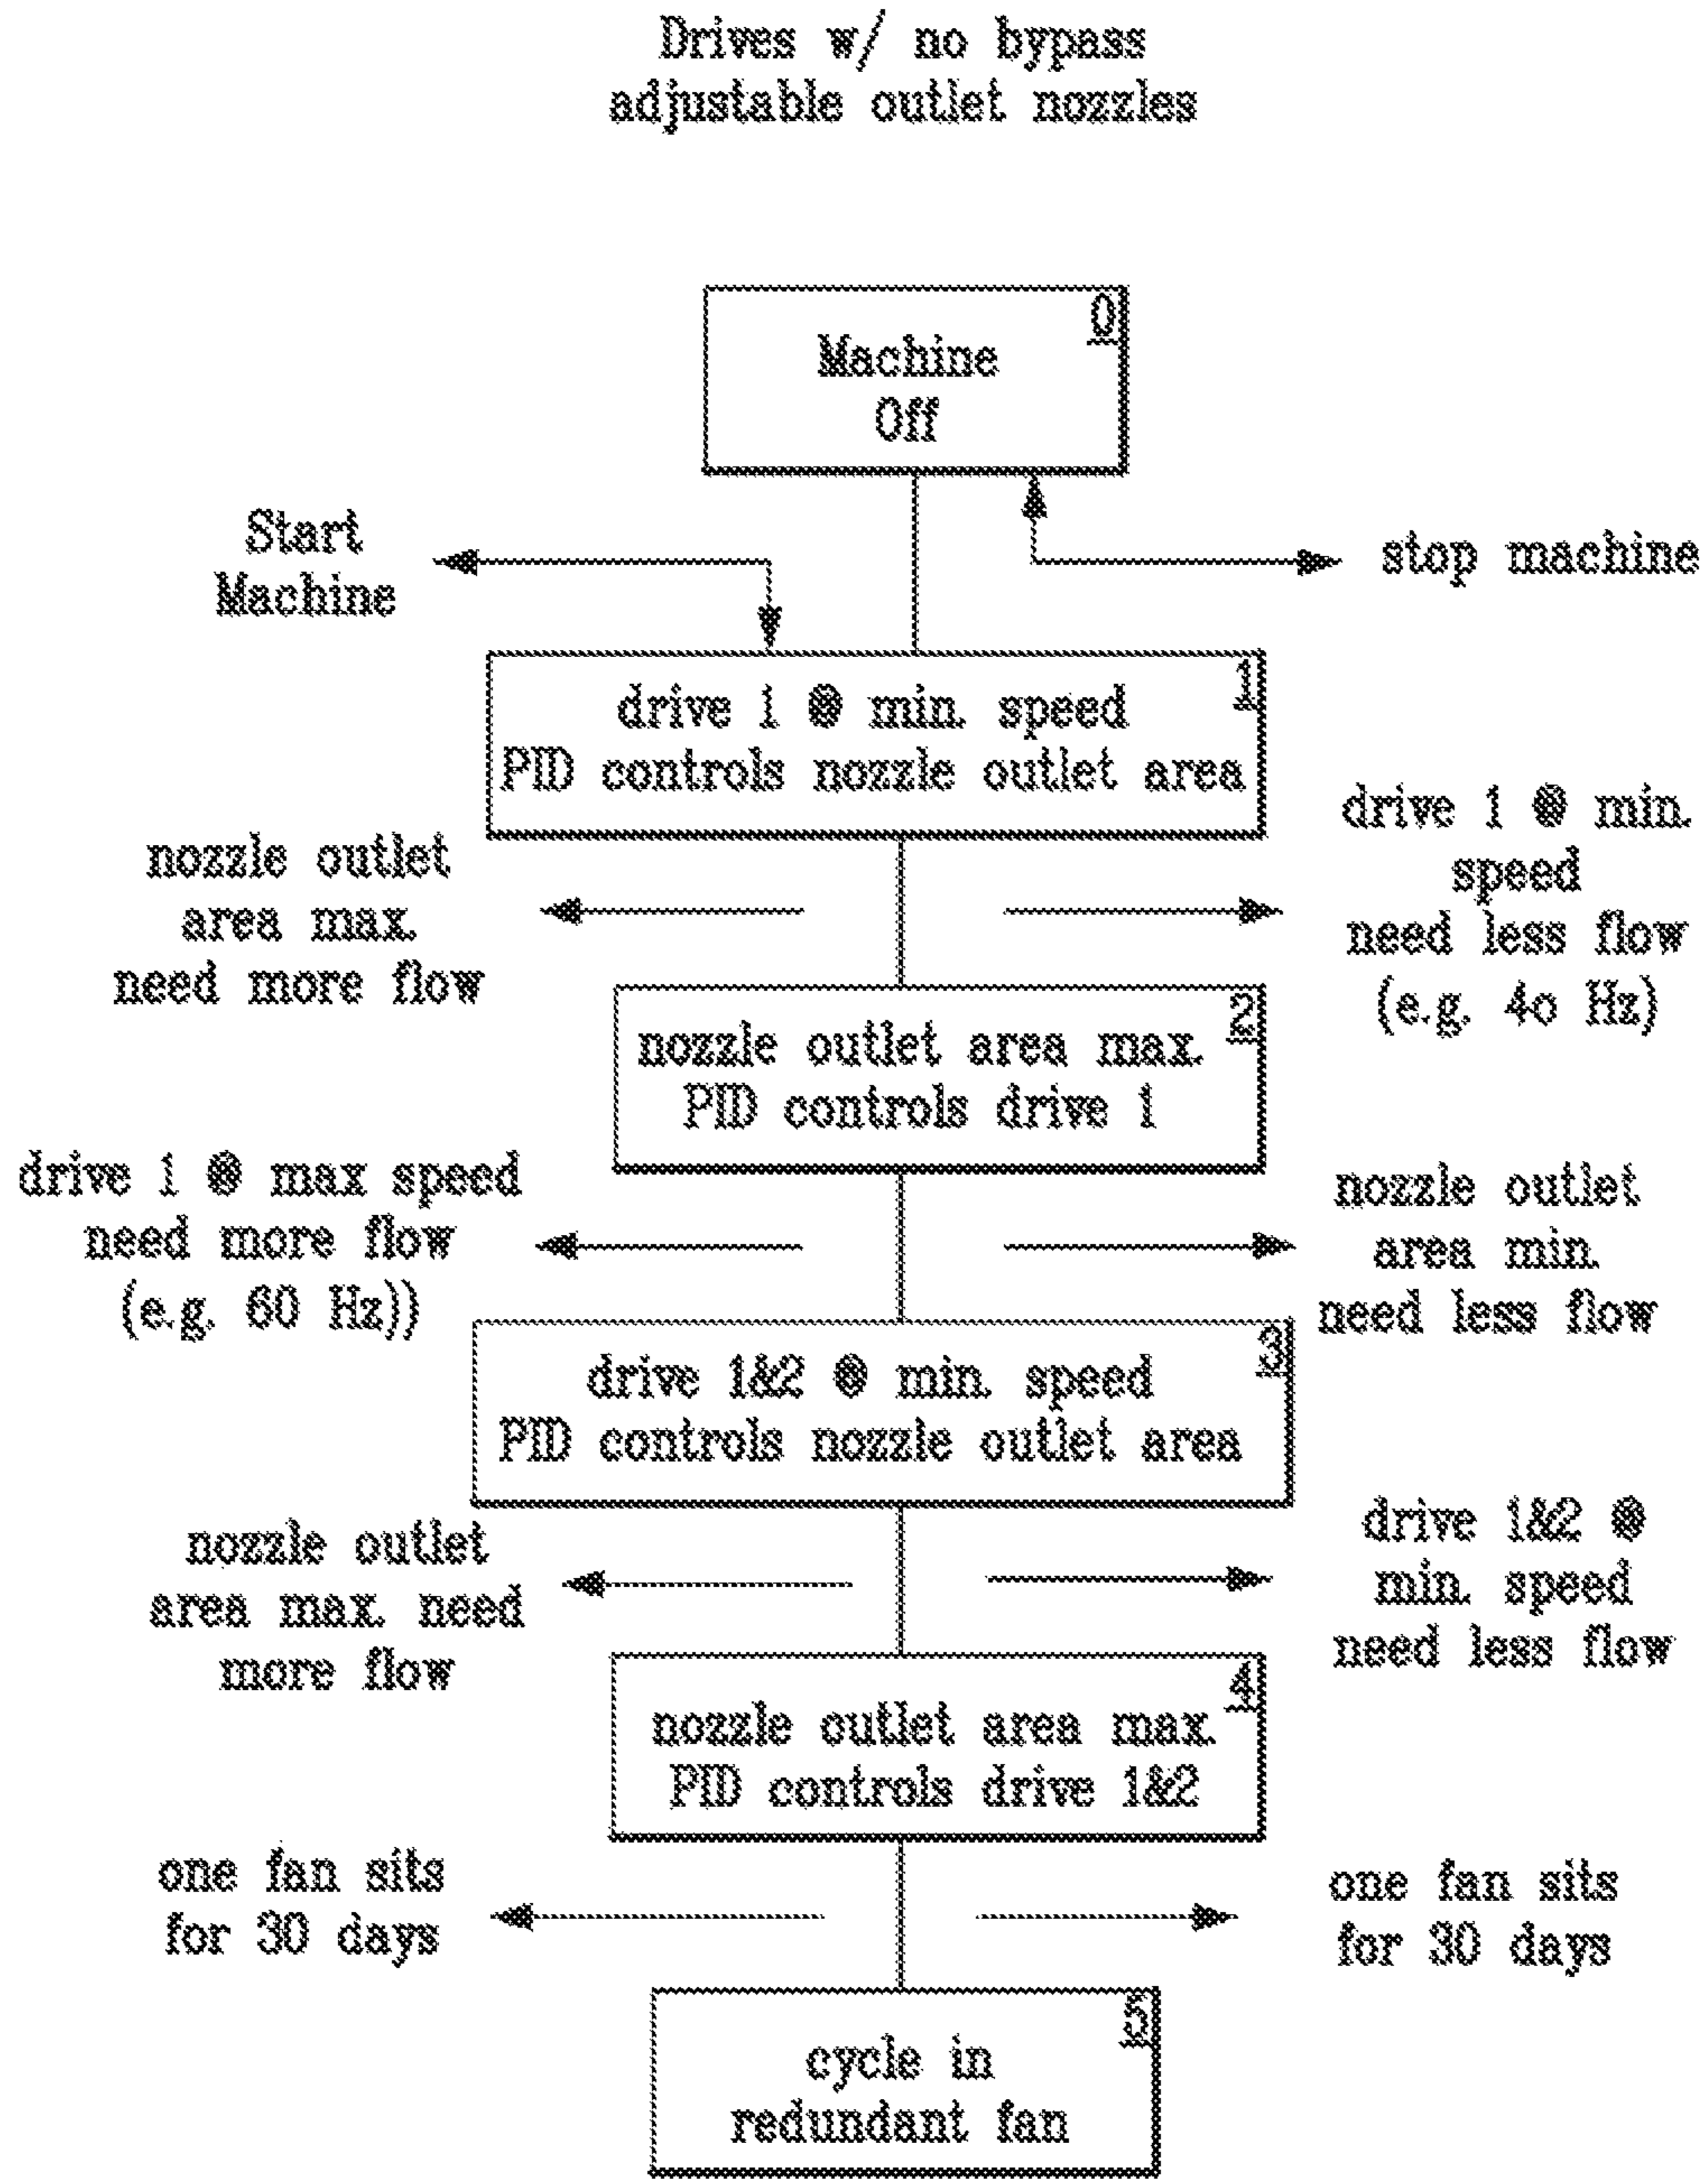 Drives w/ no bypass
adjustable outlet nozzles
0
Machine
Off
Start
Machine
stop machine
1
drive 1 @ min. speed
PID controls nozzle outlet area
nozzle outlet
area max.
need more flow
drive 1 @ min.
speed
need less flow
(e.g. 4o Hz)
2
nozzle outlet area max.
PID controls drive 1
drive 1 @ max speed
need more flow
(e.g. 60 Hz))
nozzle outlet
area min.
need less flow
3
drive 1&2 @ min. speed
PID controls nozzle outlet area
nozzle outlet
area max. need
more flow
drive 1&2 @
min. speed
need less flow
4
nozzle outlet area max.
PID controls drive 1&2
one fan sits
for 30 days
one fan sits
for 30 days
5
cycle in
redundant fan